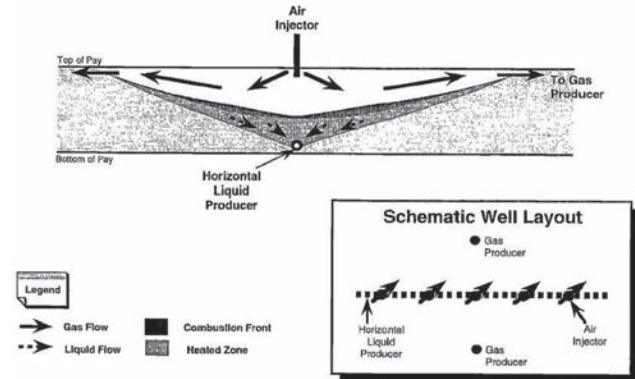 Air
Injector
Top of Pay
To Gas
Producer
Bottom of Pay
Horizontal
Liquid
Producer
Schematic Well Layout
Gas
Producer
Horizontal
Liquid
Producer
Air
Injector
Gas
Producer
Legend
Gas Flow
Combustion Front
Liquid Flow
Heated Zone